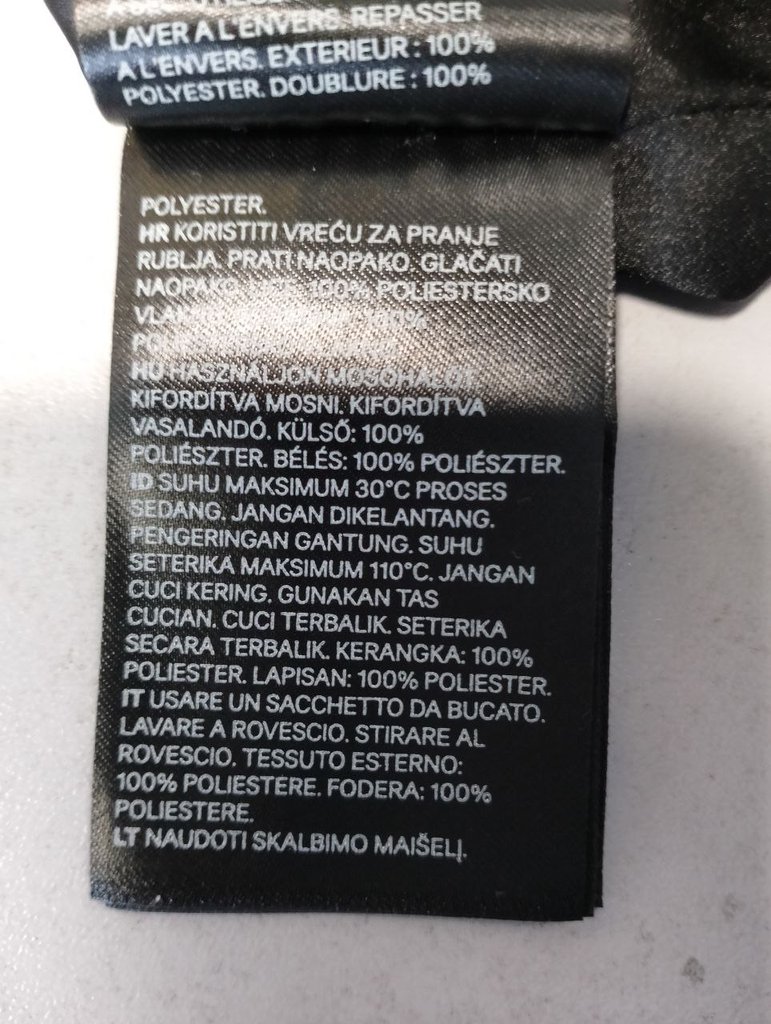 LAVER A L'ENVERS. REPASSER
A L'ENVERS. EXTERIEUR : 100%
POLYESTER. DOUBLURE : 100%
POLYESTER.
HR KORISTITI VREĆU ZA PRANJE
RUBLJA. PRATI NAOPAKO. GLAČATI
NAOPAKO. 100% POLIESTERSKO
100%
HU HASZNÁLJON MOSÓHÁLÓT.
KIFORDÍTVA MOSNI. KIFORDÍTVA
VASALANDÓ. KÜLSŐ: 100%
POLIÉSZTER. BÉLÉS: 100% POLIÉSZTER.
ID SUHU MAKSIMUM 30°C PROSES
SEDANG. JANGAN DIKELANTANG.
PENGERINGAN GANTUNG. SUHU
SETERIKA MAKSIMUM 110°C. JANGAN
CUCI KERING. GUNAKAN TAS
CUCIAN. CUCI TERBALIK. SETERIKA
SECARA TERBALIK. KERANGKA: 100%
POLIESTER. LAPISAN: 100% POLIESTER.
IT USARE UN SACCHETTO DA BUCATO.
LAVARE A ROVESCIO. STIRARE AL
ROVESCIO. TESSUTO ESTERNO:
100% POLIESTERE. FODERA: 100%
POLIESTERE.
LT NAUDOTI SKALBIMO MAIŠELĮ.